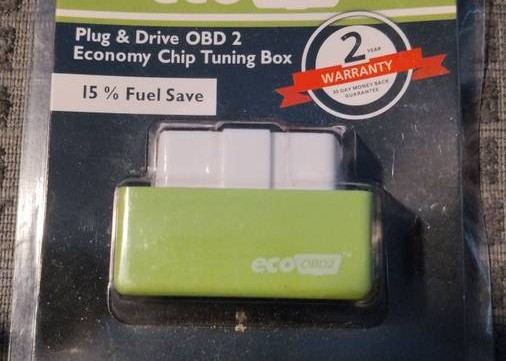 eco
Plug & Drive OBD 2
Economy Chip Tuning Box
15 % Fuel Save
2
YEAR
WARRANTY
30 DAY MONEY BACK
GUARANTEE
eco OBD2